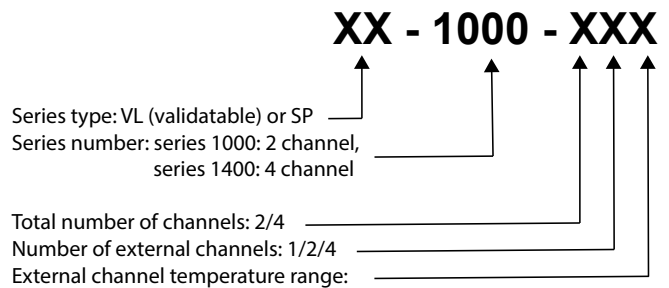 XX - 1000 - XXX
Series type: VL (validatable) or SP
Series number: series 1000: 2 channel,
series 1400: 4 channel
Total number of channels: 2/4
Number of external channels: 1/2/4
External channel temperature range: